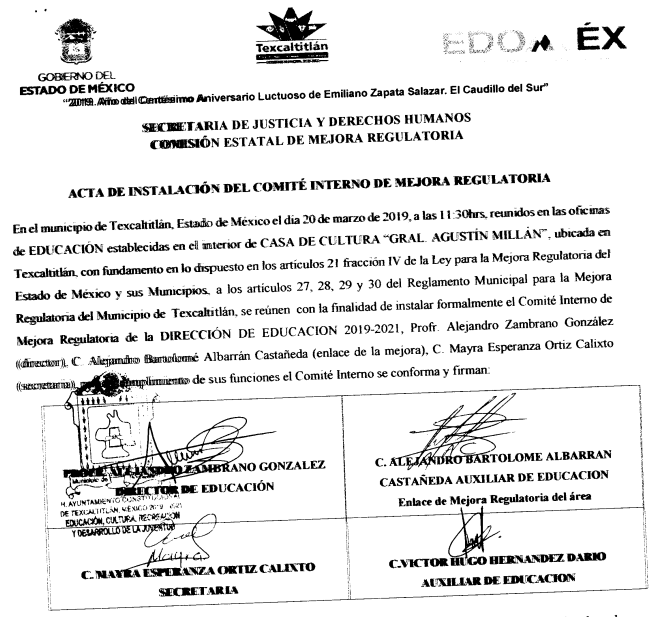 Texcaltitlán
EDOMÉX
GOBIERNO DEL
ESTADO DE MÉXICO
"2019. Año del Centésimo Aniversario Luctuoso de Emiliano Zapata Salazar. El Caudillo del Sur"
SECRETARIA DE JUSTICIA Y DERECHOS HUMANOS
COMISIÓN ESTATAL DE MEJORA REGULATORIA
ACTA DE INSTALACIÓN DEL COMITÉ INTERNO DE MEJORA REGULATORIA
En el municipio de Texcaltitlán, Estado de México el día 20 de marzo de 2019, a las 11:30hrs, reunidos en las oficinas
de EDUCACIÓN establecidas en el interior de CASA DE CULTURA "GRAL. AGUSTÍN MILLÁN", ubicada en
Texcaltitlán, con fundamento en lo dispuesto en los artículos 21 fracción IV de la Ley para la Mejora Regulatoria del
Estado de México y sus Municipios, a los artículos 27, 28, 29 y 30 del Reglamento Municipal para la Mejora
Regulatoria del Municipio de Texcaltitlán, se reúnen con la finalidad de instalar formalmente el Comité Interno de
Mejora Regulatoria de la DIRECCIÓN DE EDUCACION 2019-2021, Profr. Alejandro Zambrano González
(director), C. Alejandro Bartolomé Albarrán Castañeda (enlace de la mejora), C. Mayra Esperanza Ortiz Calixto
(secretaria), cumplimiento de sus funciones el Comité Interno se conforma y firman:
PROFR. ALEJANDRO ZAMBRANO GONZALEZ
DIRECTOR DE EDUCACIÓN
Municipio de
H. AYUNTAMIENTO CONSTITUCIONAL
DE TEXCALTITLÁN, MÉXICO 2019 - 2021
EDUCACIÓN, CULTURA, RECREACIÓN
Y DESARROLLO DE LA JUVENTUD
C. ALEJANDRO BARTOLOME ALBARRAN
CASTAÑEDA AUXILIAR DE EDUCACION
Enlace de Mejora Regulatoria del área
Mayra
C. MAYRA ESPERANZA ORTIZ CALIXTO
SECRETARIA
C.VICTOR HUGO HERNANDEZ DARIO
AUXILIAR DE EDUCACION